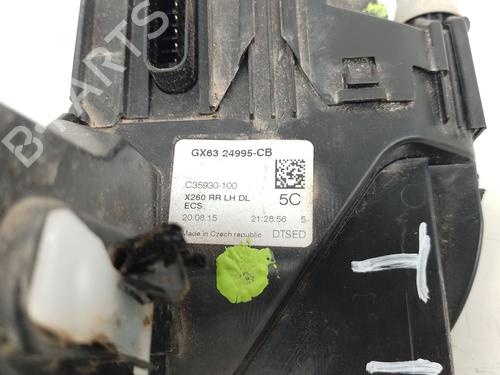 GX63 24995-CB
C35930-100
X260 RR LH DL
5C
ECS
20.08.15 21:28:56 5
Made in Czech republic DTSED